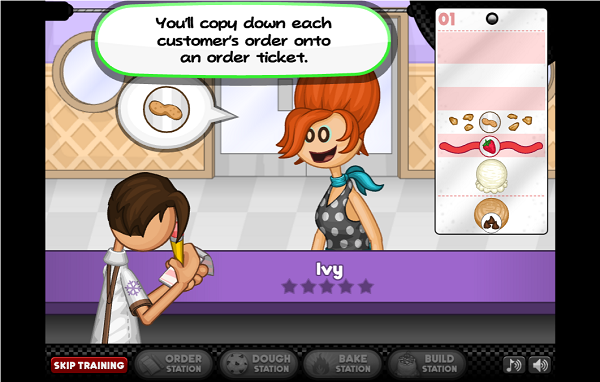 You'll copy down each
customer's order onto
an order ticket.
01
Ivy
SKIP TRAINING
ORDER
STATION
DOUGH
STATION
BAKE
STATION
BUILD
STATION